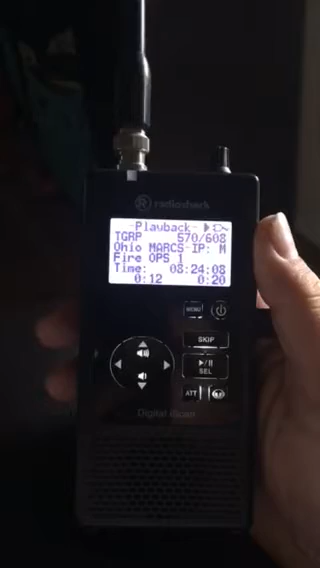 R radioshack
-Playback-
TGRP 570/608
Ohio MARCS-IP: M
Fire OPS 1
Time: 08:24:08
0:12 0:20
MENU
SKIP
SEL
ATT
Digital iScan